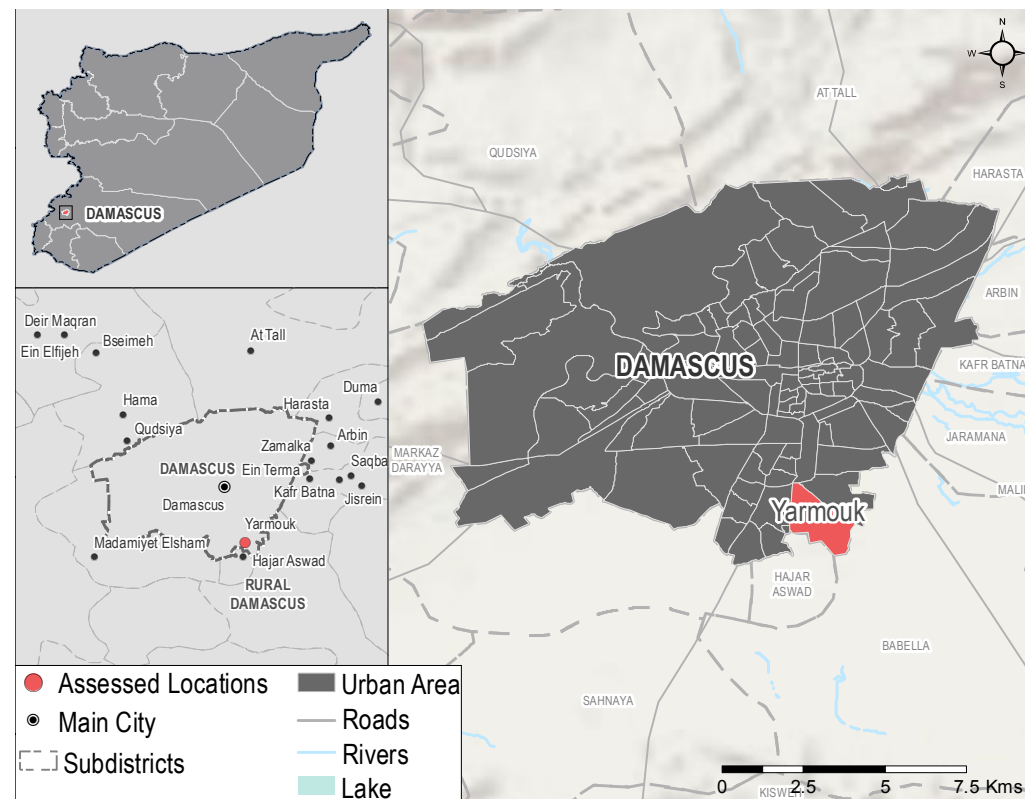 DAMASCUS
Deir Maqran
Ein Elfijeh
Bseimeh
At Tall
Hama
Qudsiya
Duma
Harasta
Arbin
Zamalka
DAMASCUS
Ein Terma
Saqba
Damascus
Kafr Batna
Jisrein
Yarmouk
Madamiyet Elsham
Hajar Aswad
RURAL
DAMASCUS
N
W
S
AT TALL
QUDSIYA
HARASTA
ARBIN
DAMASCUS
KAFR BATNA
JARAMANA
MARKAZ
DARAYYA
Yarmouk
HAJAR
ASWAD
BABELLA
SAHNAYA
0 2.5 5 7.5 Kms
Assessed Locations
Main City
Subdistricts
Urban Area
Roads
Rivers
Lake